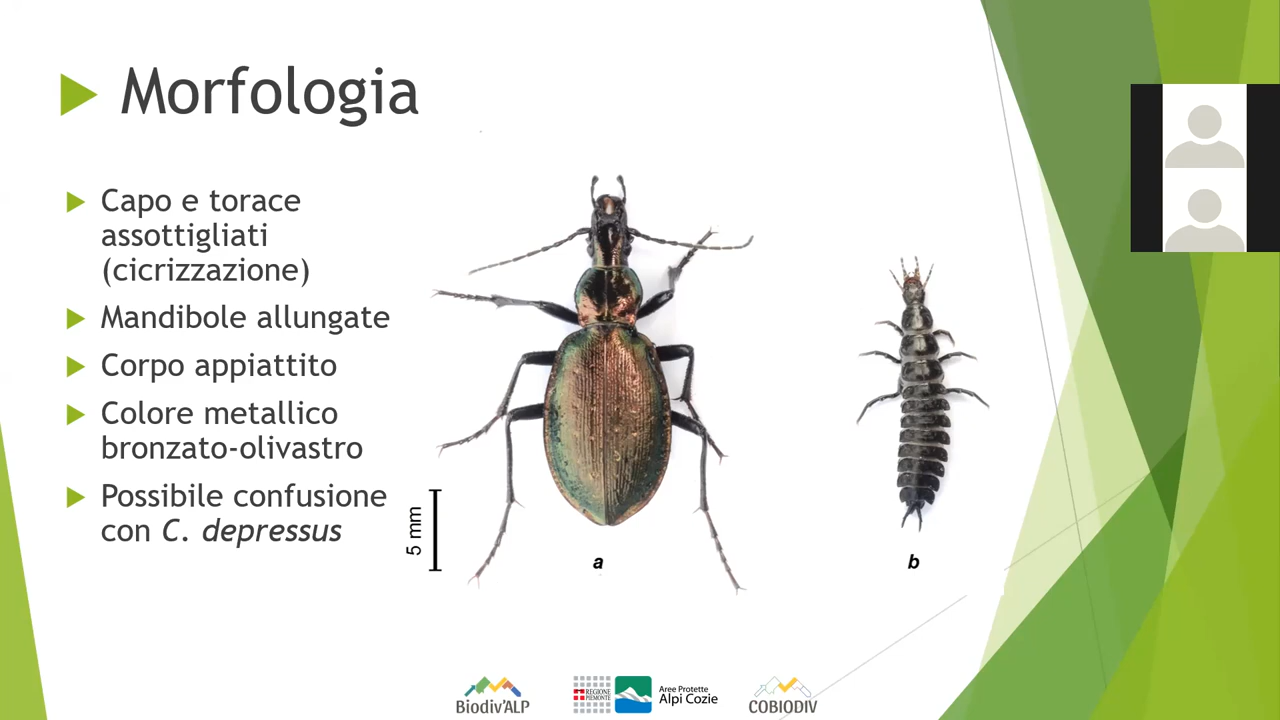 Morfologia
Capo e torace
assottigliati
(cicrizzazione)
Mandibole allungate
Corpo appiattito
Colore metallico
bronzato-olivastro
Possibile confusione
con C. depressus
5 mm
a
b
Biodiv'ALP
REGIONE
PIEMONTE
Aree Protette
Alpi Cozie
COBIODIV